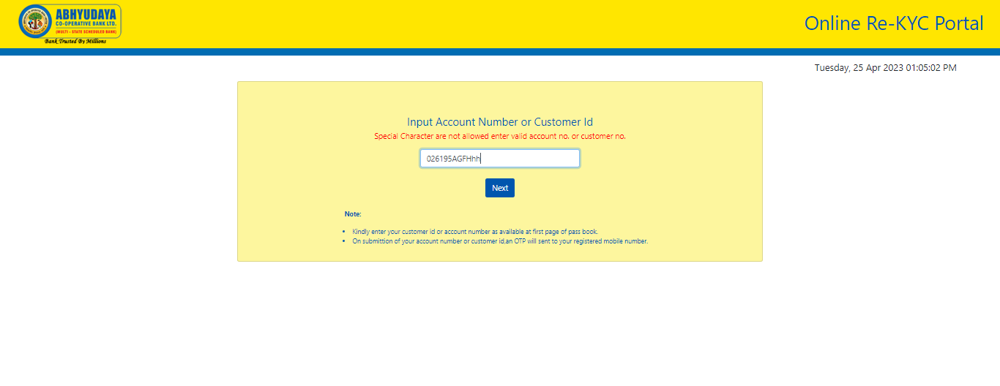 ABHYUDAYA
CO-OPERATIVE BANK LTD.
(MULTI - STATE SCHEDULED BANK)
Bank Trusted By Millions
Online Re-KYC Portal
Tuesday, 25 Apr 2023 01:05:02 PM
Input Account Number or Customer Id
Special Character are not allowed enter valid account no. or customer no.
026195AGFHhh
Next
Note:
• Kindly enter your customer id or account number as available at first page of pass book.
• On submittion of your account number or customer id,an OTP will sent to your registered mobile number.